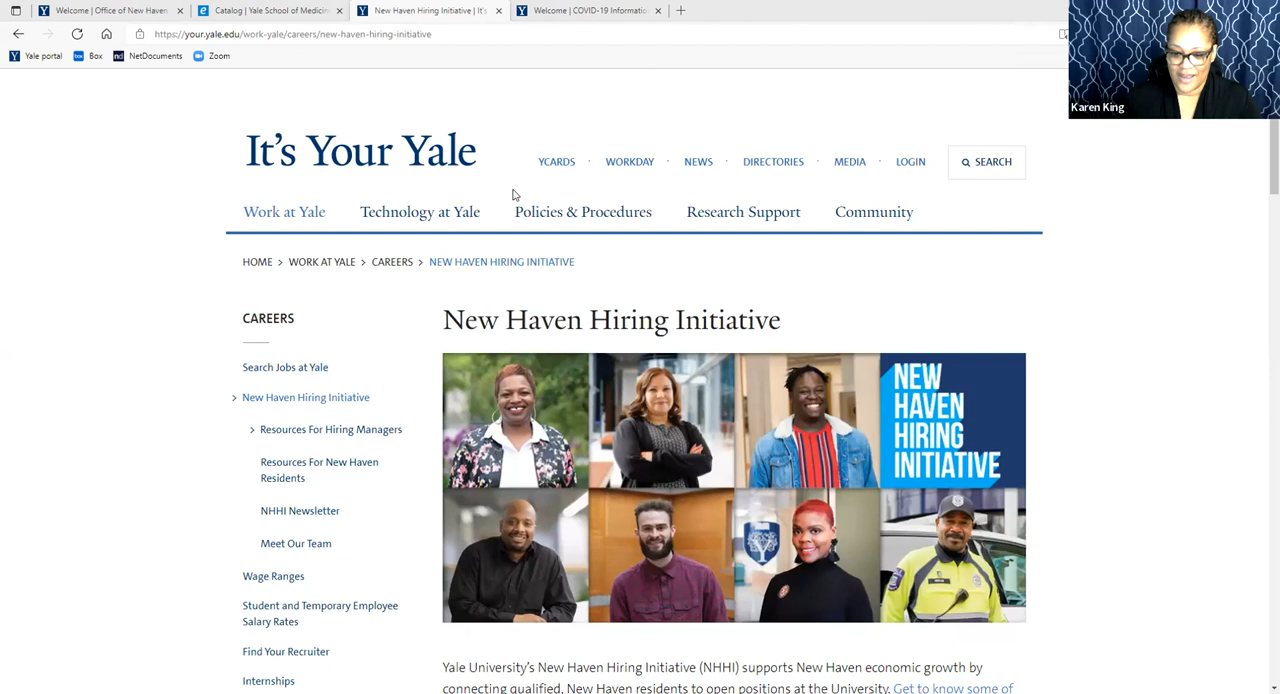 Welcome | Office of New Haven
Catalog | Yale School of Medicin
New Haven Hiring Initiative | It's
Welcome | COVID-19 Informatio
https://your.yale.edu/work-yale/careers/new-haven-hiring-initiative
Yale portal
Box
NetDocuments
Zoom
Karen King
It's Your Yale
YCARDS · WORKDAY · NEWS · DIRECTORIES · MEDIA · LOGIN
SEARCH
Work at Yale
Technology at Yale
Policies & Procedures
Research Support
Community
HOME > WORK AT YALE > CAREERS > NEW HAVEN HIRING INITIATIVE
CAREERS
Search Jobs at Yale
New Haven Hiring Initiative
Resources For Hiring Managers
Resources For New Haven
Residents
NHHI Newsletter
Meet Our Team
Wage Ranges
Student and Temporary Employee
Salary Rates
Find Your Recruiter
Internships
New Haven Hiring Initiative
NEW
HAVEN
HIRING
INITIATIVE
Yale University's New Haven Hiring Initiative (NHHI) supports New Haven economic growth by
connecting qualified, New Haven residents to open positions at the University. Get to know some of